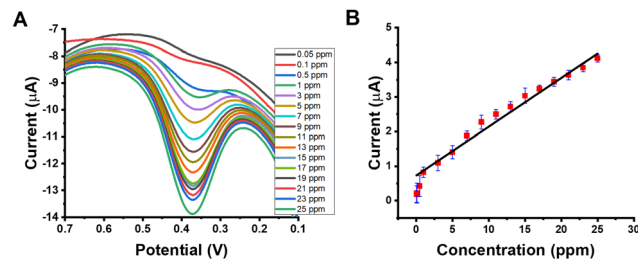 A
Current (μA)
-7
-8
-9
-10
-11
-12
-13
-14
0.7
0.6
0.5
0.4
0.3
0.2
0.1
Potential (V)
0.05 ppm
0.1 ppm
0.5 ppm
1 ppm
3 ppm
5 ppm
7 ppm
9 ppm
11 ppm
13 ppm
15 ppm
17 ppm
19 ppm
21 ppm
23 ppm
25 ppm
B
Current (μA)
5
4
3
2
1
0
0
5
10
15
20
25
30
Concentration (ppm)